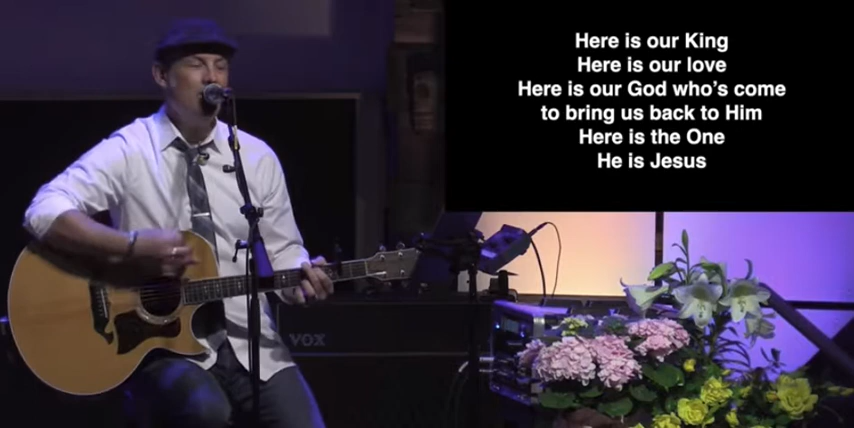 Here is our King
Here is our love
Here is our God who's come
to bring us back to Him
Here is the One
He is Jesus
VOX